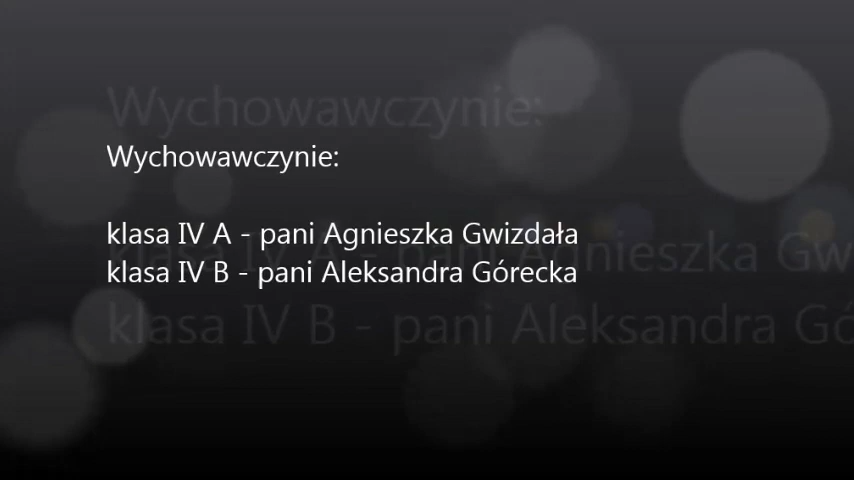 Wychowawczynie:
klasa IV A - pani Agnieszka Gwizdała
klasa IV B - pani Aleksandra Górecka